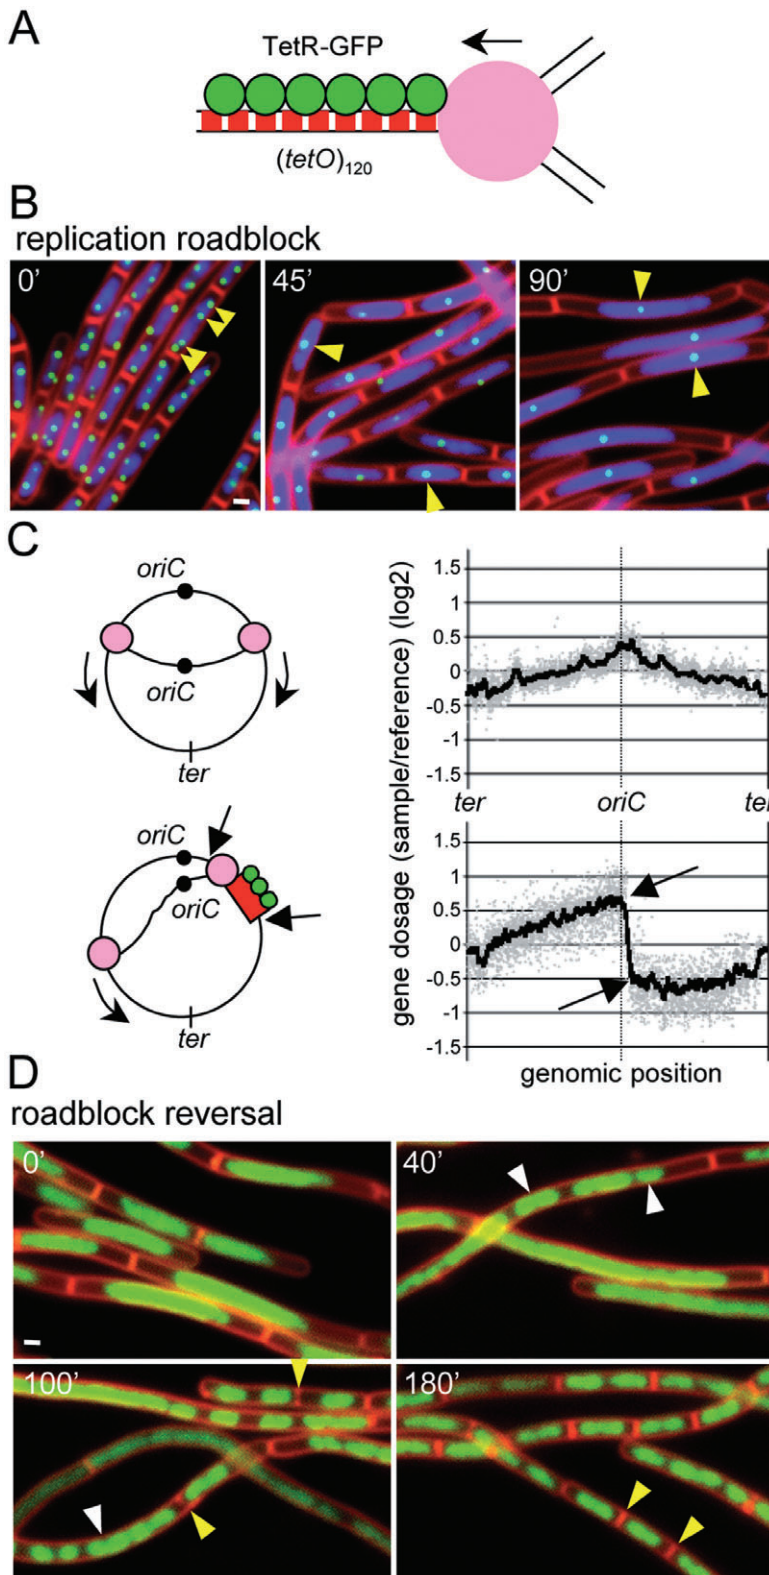 A
TetR-GFP
(tetO)120
B
replication roadblock
0'
45'
90'
C
oriC
oriC
ter
oriC
oriC
ter
gene dosage (sample/reference) (log2)
1.5
1
0.5
0
-0.5
-1
-1.5
ter
oriC
ter
1.5
1
0.5
0
-0.5
-1
-1.5
genomic position
D
roadblock reversal
0'
40'
100'
180'